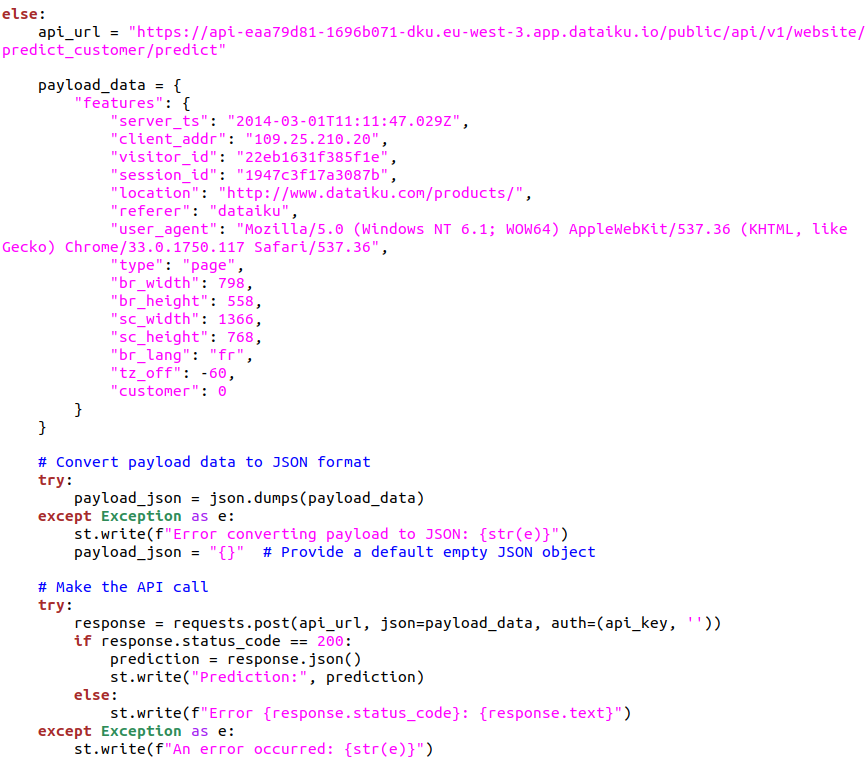 else:
    api_url = "https://api-eaa79d81-1696b071-dku.eu-west-3.app.dataiku.io/public/api/v1/website/
predict_customer/predict"

    payload_data = {
        "features": {
            "server_ts": "2014-03-01T11:11:47.029Z",
            "client_addr": "109.25.210.20",
            "visitor_id": "22eb1631f385f1e",
            "session_id": "1947c3f17a3087b",
            "location": "http://www.dataiku.com/products/",
            "referer": "dataiku",
            "user_agent": "Mozilla/5.0 (Windows NT 6.1; WOW64) AppleWebKit/537.36 (KHTML, like
Gecko) Chrome/33.0.1750.117 Safari/537.36",
            "type": "page",
            "br_width": 798,
            "br_height": 558,
            "sc_width": 1366,
            "sc_height": 768,
            "br_lang": "fr",
            "tz_off": -60,
            "customer": 0
        }
    }

    # Convert payload data to JSON format
    try:
        payload_json = json.dumps(payload_data)
    except Exception as e:
        st.write(f"Error converting payload to JSON: {str(e)}")
        payload_json = "{}"  # Provide a default empty JSON object

    # Make the API call
    try:
        response = requests.post(api_url, json=payload_data, auth=(api_key, ''))
        if response.status_code == 200:
            prediction = response.json()
            st.write("Prediction:", prediction)
        else:
            st.write(f"Error {response.status_code}: {response.text}")
    except Exception as e:
        st.write(f"An error occurred: {str(e)}")